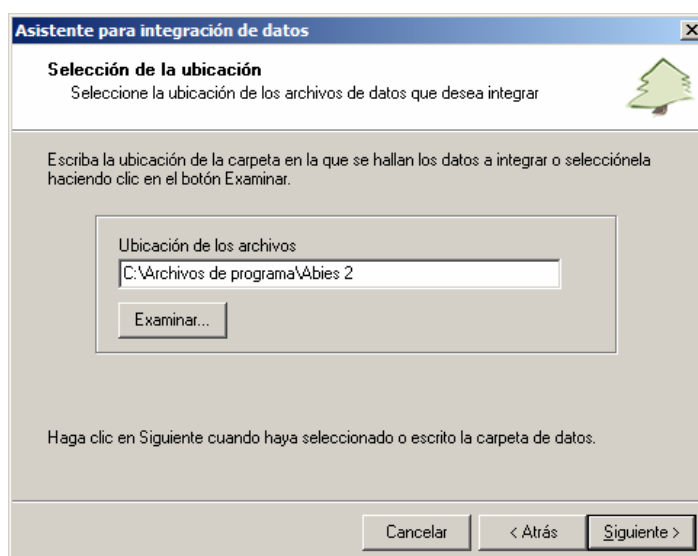 Asistente para integración de datos
Selección de la ubicación
Seleccione la ubicación de los archivos de datos que desea integrar
Escriba la ubicación de la carpeta en la que se hallan los datos a integrar o selecciónela
haciendo clic en el botón Examinar.
Ubicación de los archivos
C:\Archivos de programa\Abies 2
Examinar...
Haga clic en Siguiente cuando haya seleccionado o escrito la carpeta de datos.
Cancelar
< Atrás
Siguiente >